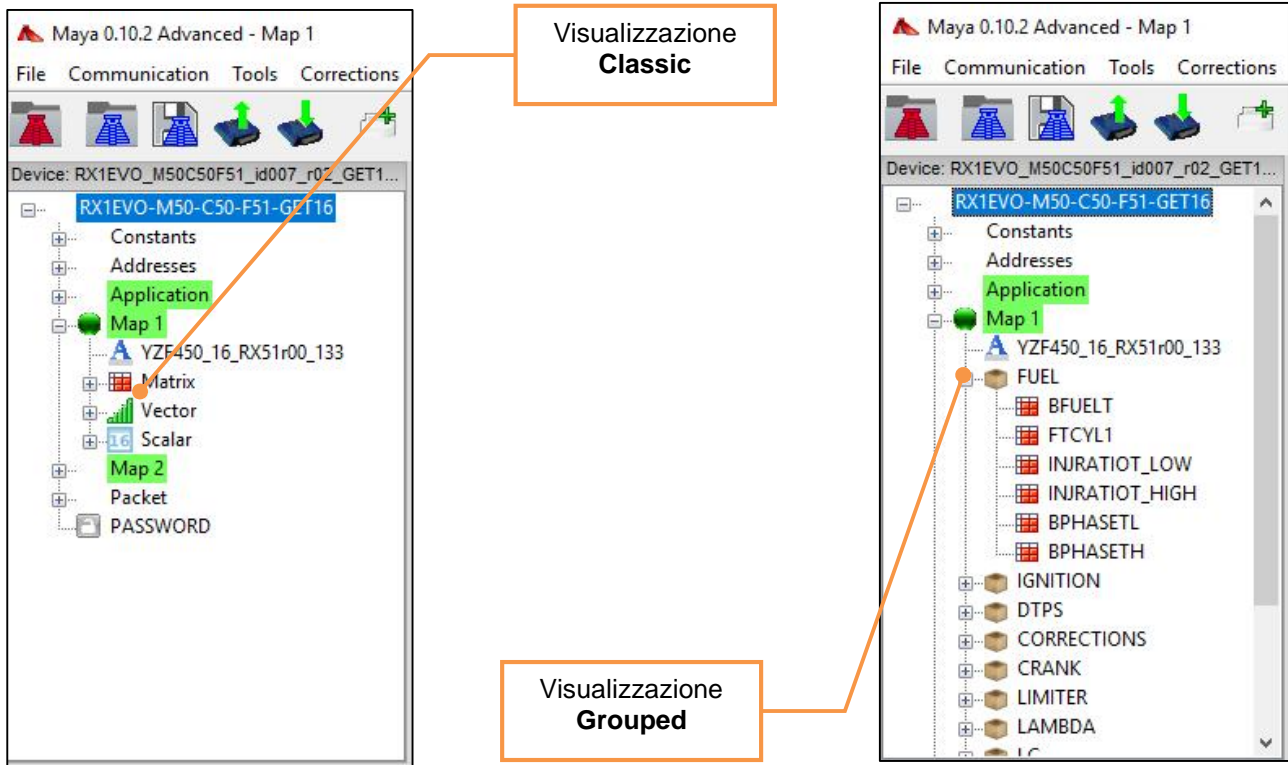 Maya 0.10.2 Advanced - Map 1
File Communication Tools Corrections
Device: RX1EVO_M50C50F51_id007_r02_GET1...
RX1EVO-M50-C50-F51-GET16
Constants
Addresses
Application
Map 1
A YZF450_16_RX51r00_133
Matrix
Vector
16 Scalar
Map 2
Packet
PASSWORD
Visualizzazione
Classic
Visualizzazione
Grouped
Maya 0.10.2 Advanced - Map 1
File Communication Tools Corrections
Device: RX1EVO_M50C50F51_id007_r02_GET1...
RX1EVO-M50-C50-F51-GET16
Constants
Addresses
Application
Map 1
A YZF450_16_RX51r00_133
FUEL
BFUELT
FTCYL1
INJRATIOT_LOW
INJRATIOT_HIGH
BPHASETL
BPHASETH
IGNITION
DTPS
CORRECTIONS
CRANK
LIMITER
LAMBDA